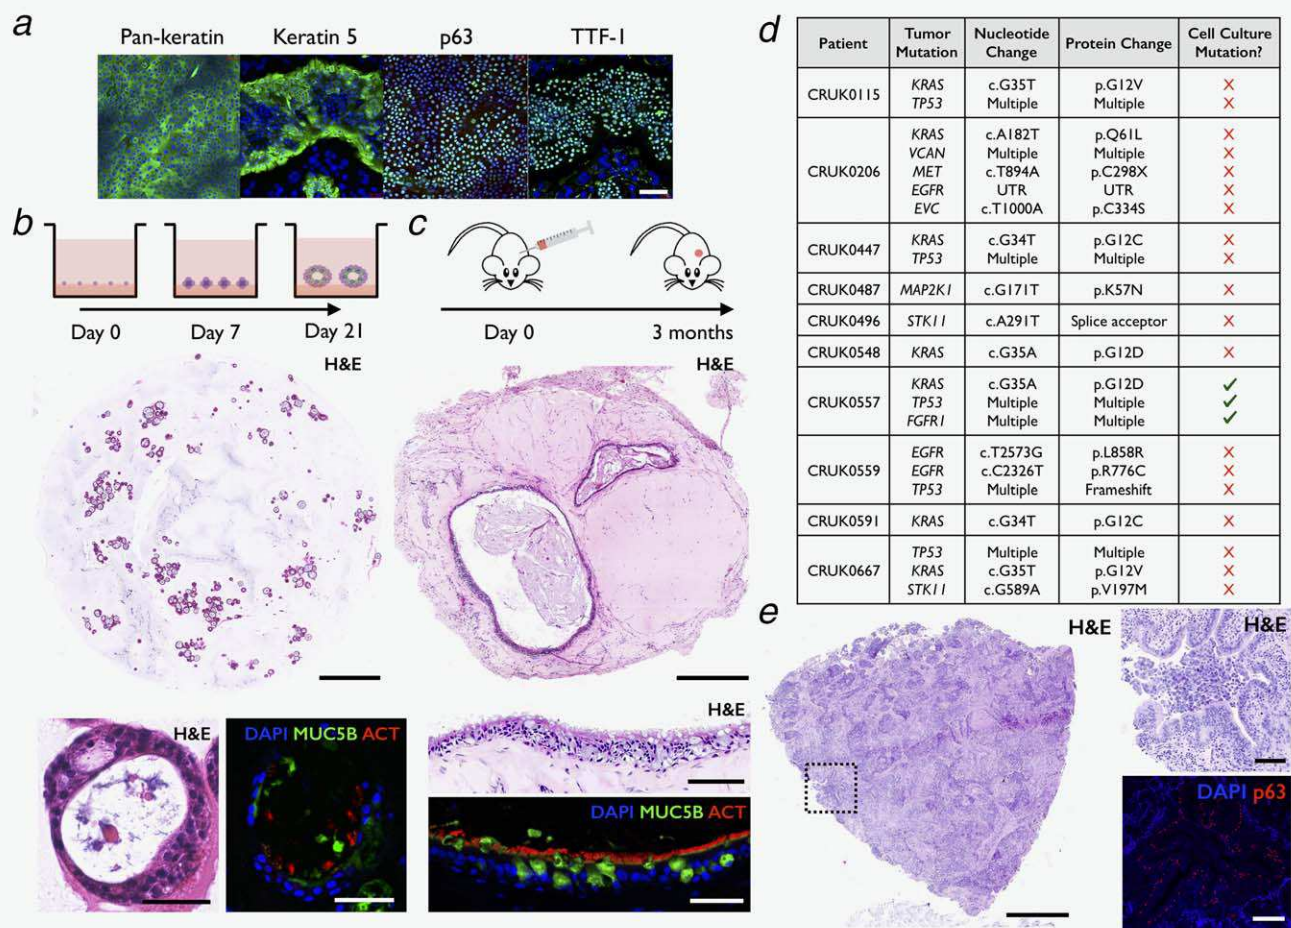 a
Pan-keratin Keratin 5 p63 TTF-1
b
Day 0 Day 7 Day 21
H&E
H&E
DAPI MUC5B ACT
c
Day 0 3 months
H&E
H&E
DAPI MUC5B ACT
d
Patient Tumor Mutation Nucleotide Change Protein Change Cell Culture Mutation?
CRUK0115 KRAS c.G35T p.G12V X
TP53 Multiple Multiple X
CRUK0206 KRAS c.A182T p.Q61L X
VCAN Multiple Multiple X
MET c.T894A p.C298X X
EGFR UTR UTR X
EVC c.T1000A p.C334S X
CRUK0447 KRAS c.G34T p.G12C X
TP53 Multiple Multiple X
CRUK0487 MAP2K1 c.G171T p.K57N X
CRUK0496 STK11 c.A291T Splice acceptor X
CRUK0548 KRAS c.G35A p.G12D X
CRUK0557 KRAS c.G35A p.G12D ✓
TP53 Multiple Multiple ✓
FGFR1 Multiple Multiple ✓
CRUK0559 EGFR c.T2573G p.L858R X
EGFR c.C2326T p.R776C X
TP53 Multiple Frameshift X
CRUK0591 KRAS c.G34T p.G12C X
CRUK0667 TP53 Multiple Multiple X
KRAS c.G35T p.G12V X
STK11 c.G589A p.V197M X
e
H&E
H&E
DAPI p63